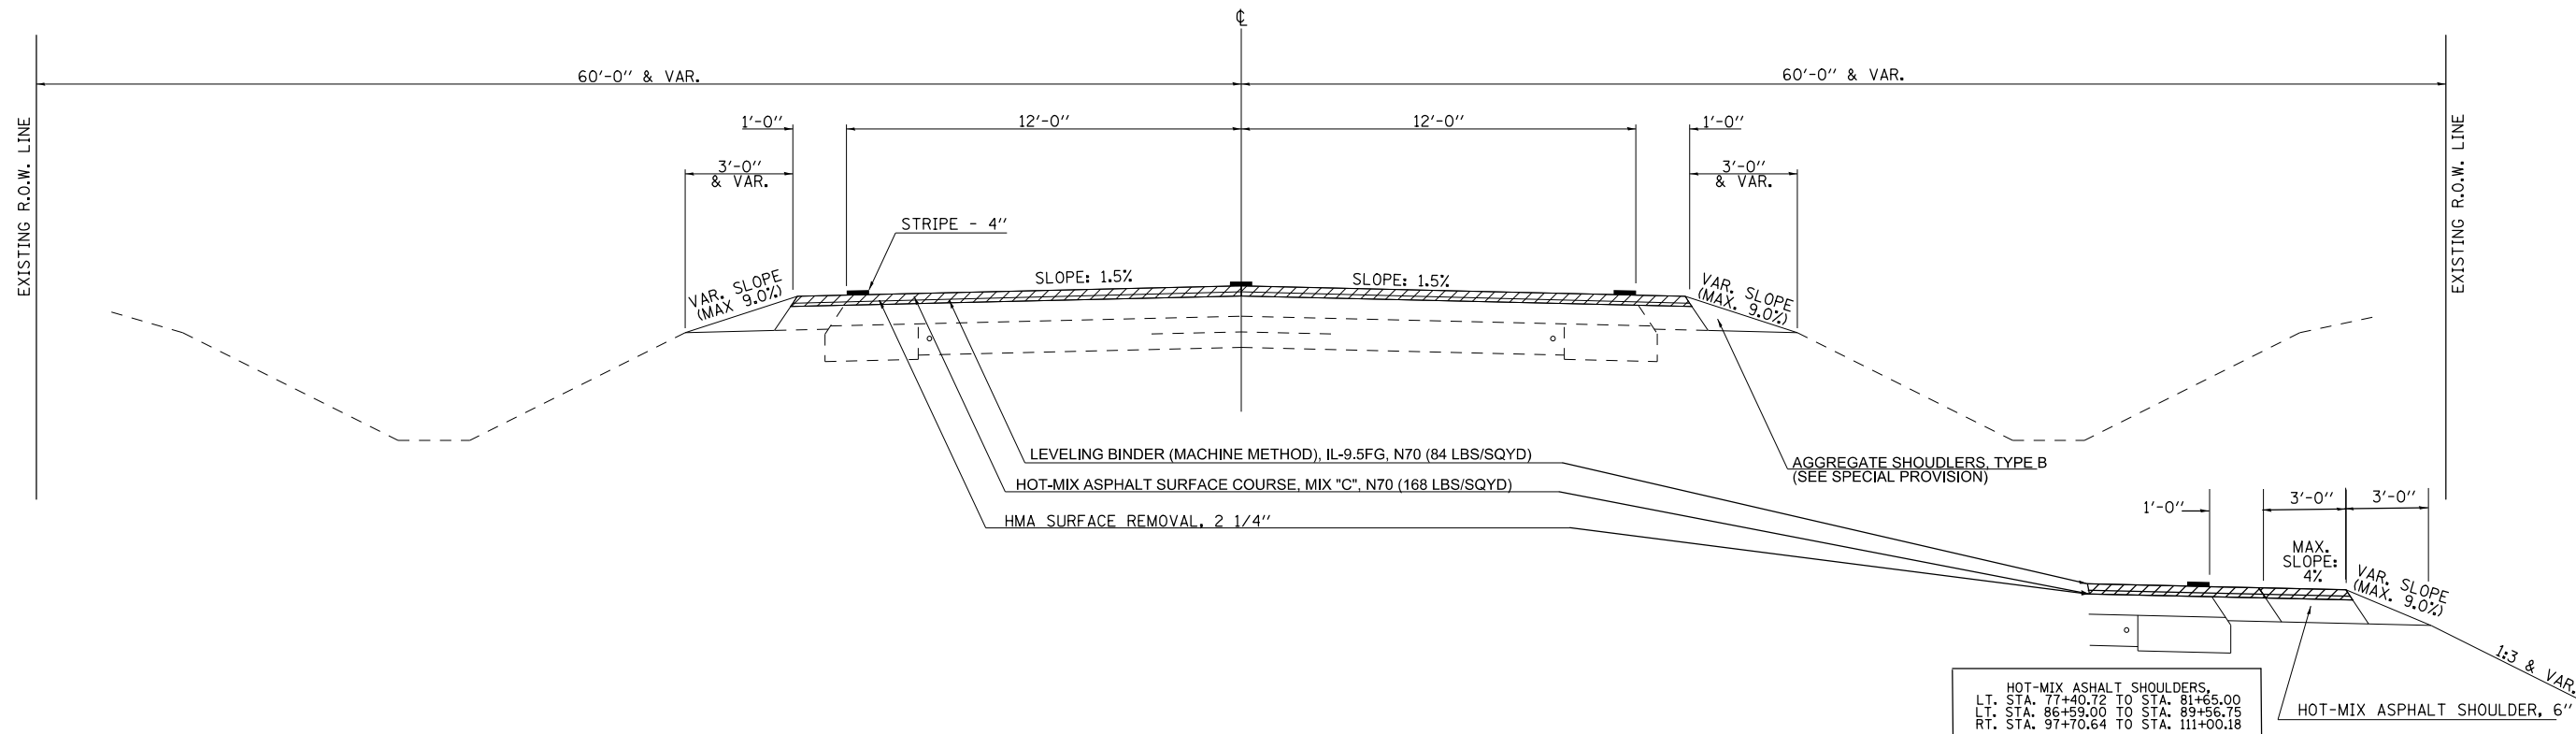 ℄
60'-0" & VAR.
60'-0" & VAR.
EXISTING R.O.W. LINE
EXISTING R.O.W. LINE
1'-0"
12'-0"
12'-0"
1'-0"
3'-0"
& VAR.
3'-0"
& VAR.
STRIPE - 4"
VAR. SLOPE
(MAX 9.0%)
SLOPE: 1.5%
SLOPE: 1.5%
VAR. SLOPE
(MAX. 9.0%)
LEVELING BINDER (MACHINE METHOD), IL-9.5FG, N70 (84 LBS/SQYD)
HOT-MIX ASPHALT SURFACE COURSE, MIX "C", N70 (168 LBS/SQYD)
HMA SURFACE REMOVAL, 2 1/4"
AGGREGATE SHOUDLERS, TYPE B
(SEE SPECIAL PROVISION)
1'-0"
3'-0"
3'-0"
MAX.
SLOPE:
4%
VAR. SLOPE
(MAX. 9.0%)
1:3 & VAR.
HOT-MIX ASPHALT SHOULDER, 6"
HOT-MIX ASHALT SHOULDERS,
LT. STA. 77+40.72 TO STA. 81+65.00
LT. STA. 86+59.00 TO STA. 89+56.75
RT. STA. 97+70.64 TO STA. 111+00.18